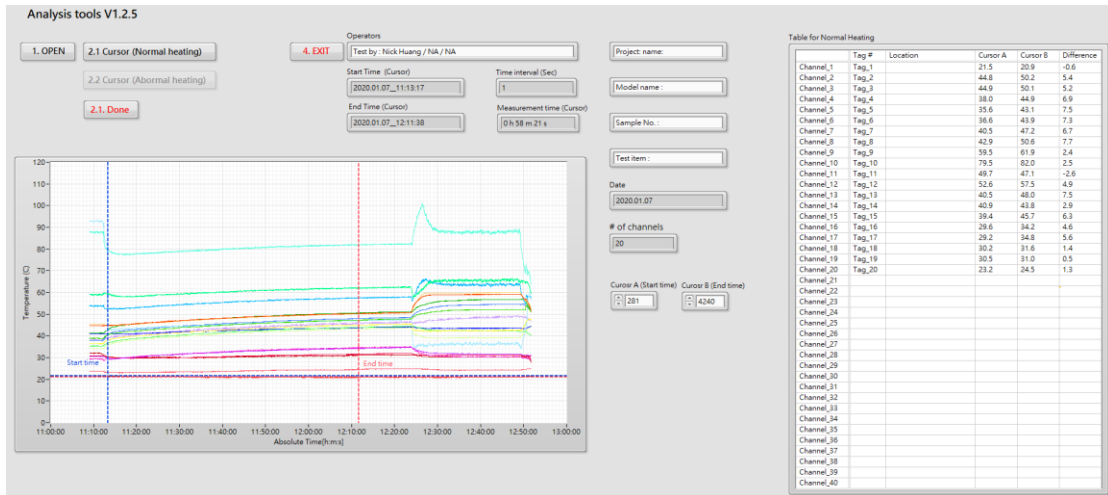 Analysis tools V1.2.5
1. OPEN
2.1 Cursor (Normal heating)
4. EXIT
2.2 Cursor (Abormal heating)
2.1. Done
Operators
Test by : Nick Huang / NA / NA
Start Time (Cursor)
Time interval (Sec)
2020.01.07__11:13:17
1
End Time (Cursor)
Measurement time (Cursor)
2020.01.07__12:11:38
0 h 58 m 21 s
Project: name:
Model name :
Sample No. :
Test item :
Date
2020.01.07
# of channels
20
Curosr A (Start time) Curosr B (End time)
281 4240
120
110
100
90
80
70
60
50
40
30
20
10
0
Temperature (C)
Start time
End time
11:00:00 11:10:00 11:20:00 11:30:00 11:40:00 11:50:00 12:00:00 12:10:00 12:20:00 12:30:00 12:40:00 12:50:00 13:00:00
Absolute Time[h:m:s]
Table for Normal Heating
Tag # Location Cursor A Cursor B Difference
Channel_1 Tag_1 21.5 20.9 -0.6
Channel_2 Tag_2 44.8 50.2 5.4
Channel_3 Tag_3 44.9 50.1 5.2
Channel_4 Tag_4 38.0 44.9 6.9
Channel_5 Tag_5 35.6 43.1 7.5
Channel_6 Tag_6 36.6 43.9 7.3
Channel_7 Tag_7 40.5 47.2 6.7
Channel_8 Tag_8 42.9 50.6 7.7
Channel_9 Tag_9 59.5 61.9 2.4
Channel_10 Tag_10 79.5 82.0 2.5
Channel_11 Tag_11 49.7 47.1 -2.6
Channel_12 Tag_12 52.6 57.5 4.9
Channel_13 Tag_13 40.5 48.0 7.5
Channel_14 Tag_14 40.9 43.8 2.9
Channel_15 Tag_15 39.4 45.7 6.3
Channel_16 Tag_16 29.6 34.2 4.6
Channel_17 Tag_17 29.2 34.8 5.6
Channel_18 Tag_18 30.2 31.6 1.4
Channel_19 Tag_19 30.5 31.0 0.5
Channel_20 Tag_20 23.2 24.5 1.3
Channel_21
Channel_22
Channel_23
Channel_24
Channel_25
Channel_26
Channel_27
Channel_28
Channel_29
Channel_30
Channel_31
Channel_32
Channel_33
Channel_34
Channel_35
Channel_36
Channel_37
Channel_38
Channel_39
Channel_40